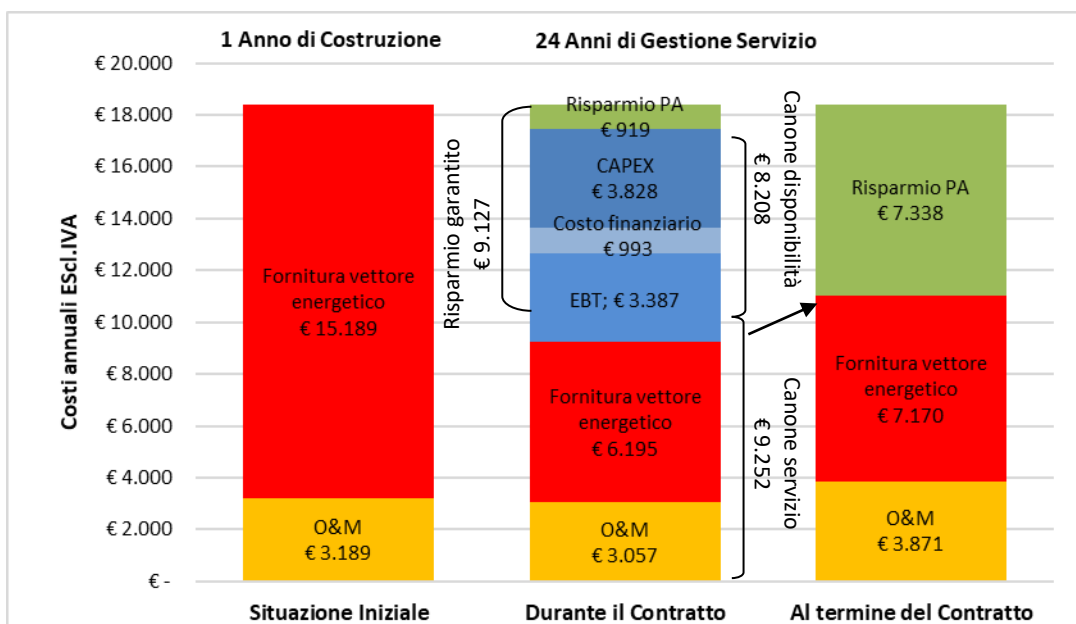 1 Anno di Costruzione
24 Anni di Gestione Servizio
Costi annuali EScl.IVA
€ 20.000
€ 18.000
€ 16.000
€ 14.000
€ 12.000
€ 10.000
€ 8.000
€ 6.000
€ 4.000
€ 2.000
€ -
Fornitura vettore
energetico
€ 15.189
O&M
€ 3.189
Risparmio garantito
€ 9.127
Risparmio PA
€ 919
CAPEX
€ 3.828
Costo finanziario
€ 993
EBT; € 3.387
Fornitura vettore
energetico
€ 6.195
O&M
€ 3.057
Canone disponibilità
€ 8.208
Canone servizio
€ 9.252
Risparmio PA
€ 7.338
Fornitura vettore
energetico
€ 7.170
O&M
€ 3.871
Situazione Iniziale
Durante il Contratto
Al termine del Contratto